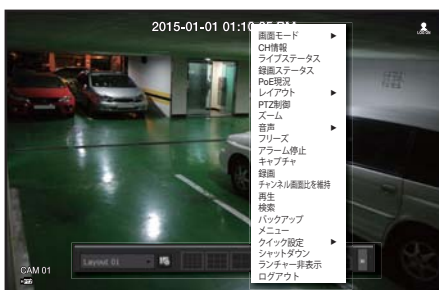 2015-01-01 01:10
画面モード
CH情報
ライブステータス
録画ステータス
PoE現況
レイアウト
PTZ制御
ズーム
音声
フリーズ
アラーム停止
キャプチャ
録画
チャンネル画面比を維持
再生
検索
バックアップ
メニュー
クイック設定
シャットダウン
ランチャー非表示
ログアウト
Layout 01
CAM 01